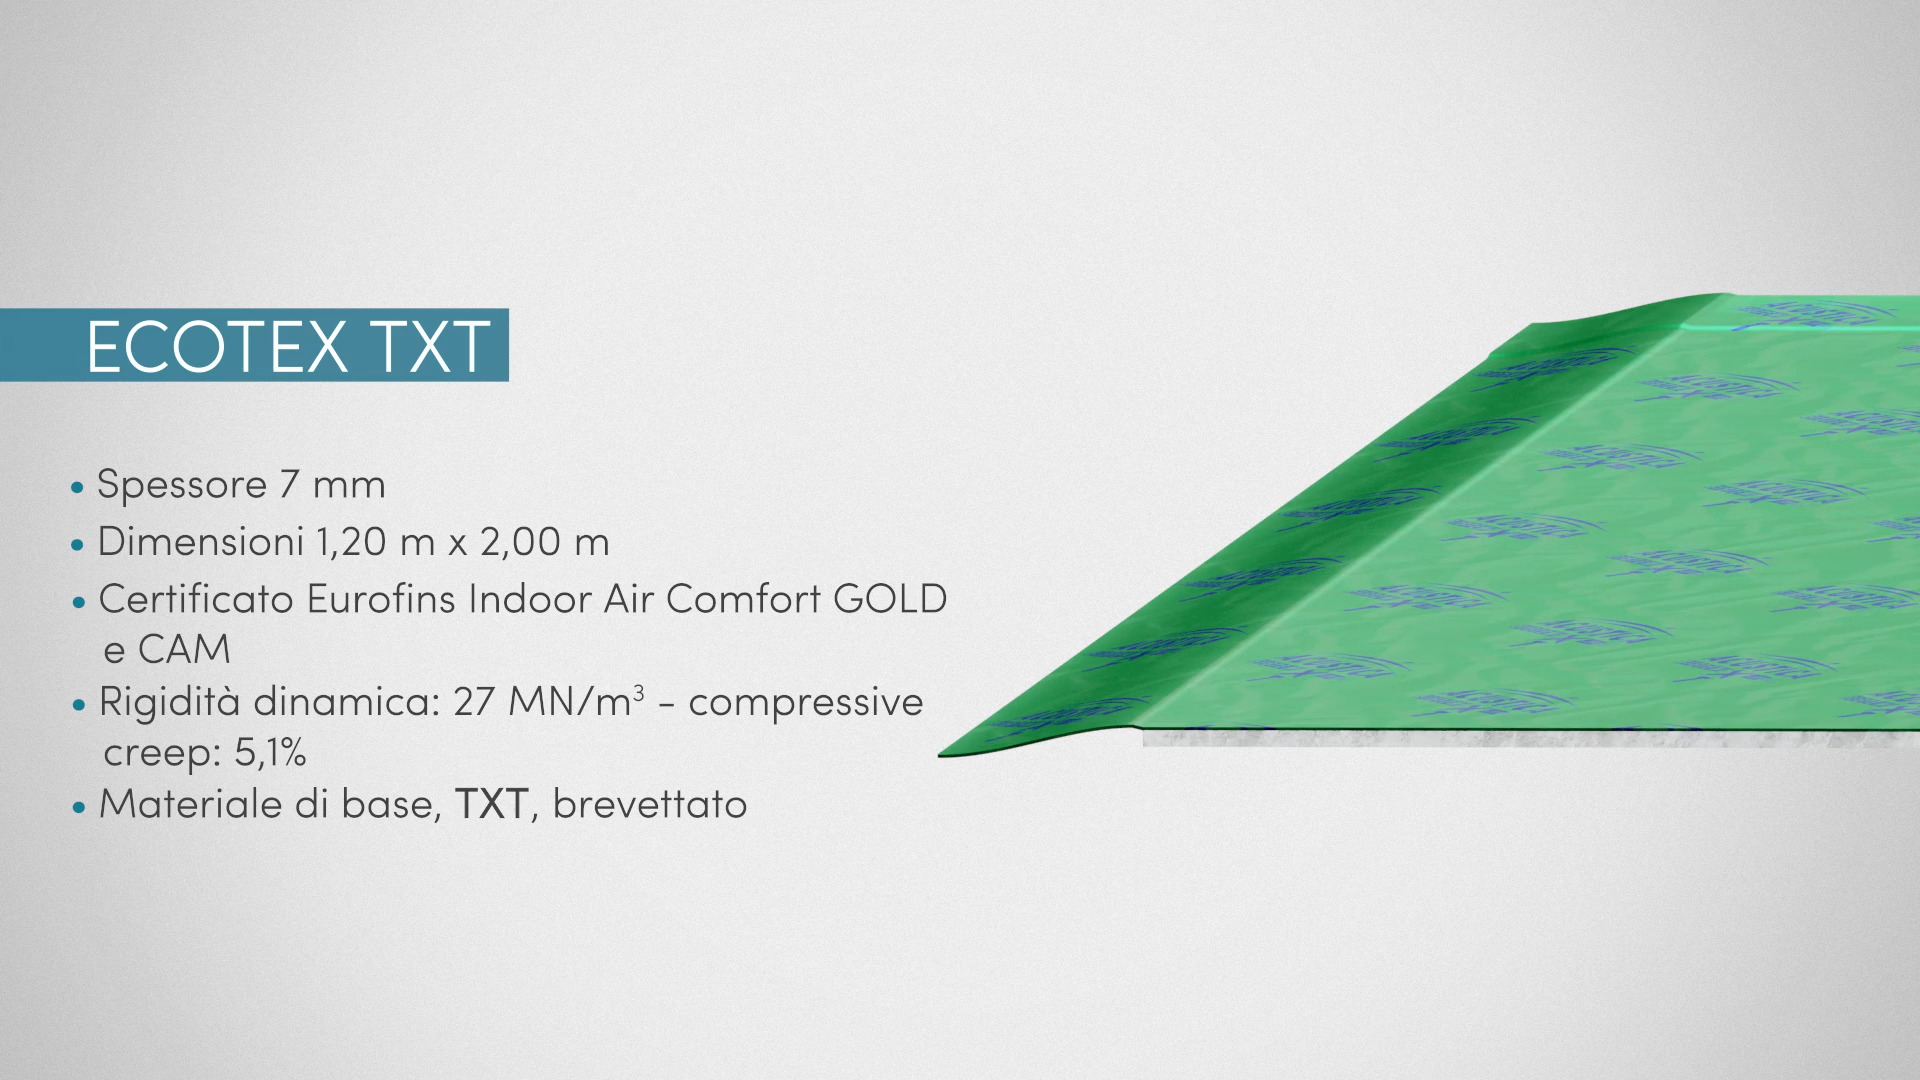 ECOTEX TXT
• Spessore 7 mm
• Dimensioni 1,20 m x 2,00 m
• Certificato Eurofins Indoor Air Comfort GOLD
e CAM
• Rigidità dinamica: 27 MN/m³ - compressive
creep: 5,1%
• Materiale di base, TXT, brevettato
ACUSTICA